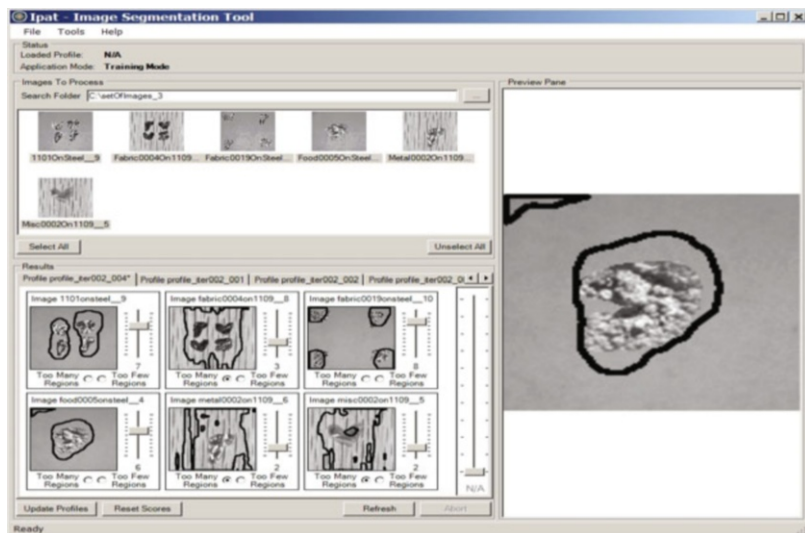 Ipat - Image Segmentation Tool
File Tools Help
Status
Loaded Profile: N/A
Application Mode: Training Mode
Images To Process
Search Folder C:\setOfImages_3 ...
1101OnSteel__9 Fabric0004On1109... Fabric0019OnSteel... Food0005OnSteel... Metal0002On1109...
Misc0002On1109__5
Select All Unselect All
Results
Profile profile_iter002_004* Profile profile_iter002_001 Profile profile_iter002_002 Profile profile_iter002_0
Image 1101onsteel__9 Image fabric0004on1109__8 Image fabric0019onsteel__10
7 3 8
Too Many Regions Too Few Regions Too Many Regions Too Few Regions Too Many Regions Too Few Regions
Image food0005onsteel__4 Image metal0002on1109__6 Image misc0002on1109__5
6 2 2
Too Many Regions Too Few Regions Too Many Regions Too Few Regions Too Many Regions Too Few Regions
N/A
Update Profiles Reset Scores Refresh Abort
Ready
Preview Pane